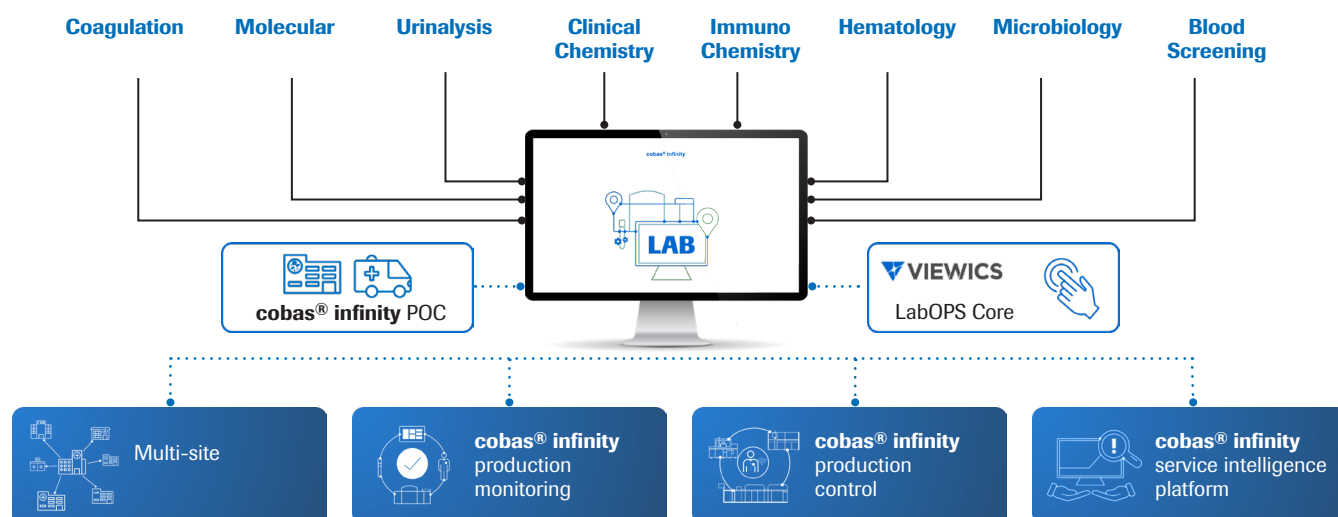 Coagulation
Molecular
Urinalysis
Clinical
Chemistry
Immuno
Chemistry
Hematology
Microbiology
Blood
Screening
cobas® infinity
LAB
cobas® infinity POC
VIEWICS
LabOPS Core
Multi-site
cobas® infinity
production
monitoring
cobas® infinity
production
control
cobas® infinity
service intelligence
platform